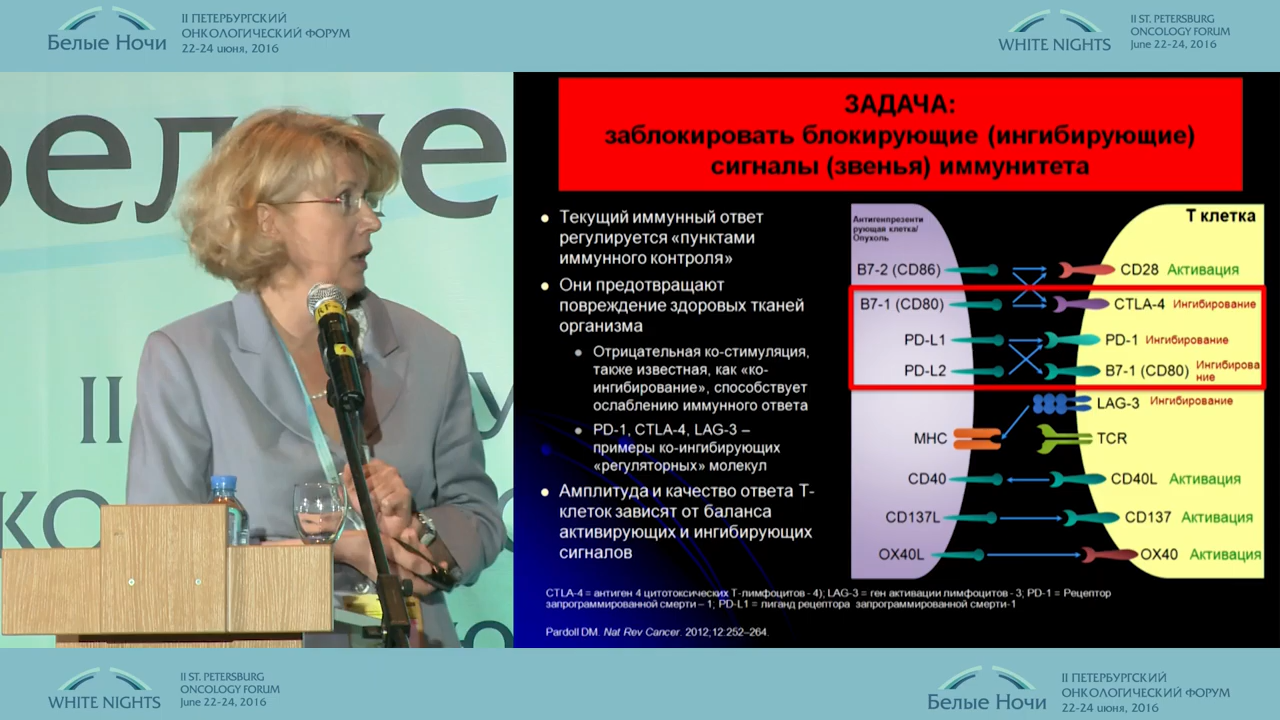 II ПЕТЕРБУРГСКИЙ
ОНКОЛОГИЧЕСКИЙ ФОРУМ
Белые Ночи
22-24 июня, 2016
II ST. PETERSBURG
ONCOLOGY FORUM
WHITE NIGHTS
June 22-24, 2016
ЗАДАЧА:
заблокировать блокирующие (ингибирующие)
сигналы (звенья) иммунитета
Текущий иммунный ответ
регулируется «пунктами
иммунного контроля»
Они предотвращают
повреждение здоровых тканей
организма
Отрицательная ко-стимуляция,
также известная, как «ко-
ингибирование», способствует
ослаблению иммунного ответа
PD-1, CTLA-4, LAG-3 –
примеры ко-ингибирующих
«регуляторных» молекул
Амплитуда и качество ответа Т-
клеток зависят от баланса
активирующих и ингибирующих
сигналов
Антигенпрезенти
рующая клетка/
Опухоль
Т клетка
B7-2 (CD86)
CD28 Активация
B7-1 (CD80)
CTLA-4 Ингибирование
PD-L1
PD-1 Ингибирование
PD-L2
B7-1 (CD80) Ингибирова
ние
LAG-3 Ингибирование
MHC
TCR
CD40
CD40L Активация
CD137L
CD137 Активация
OX40L
OX40 Активация
CTLA-4 = антиген 4 цитотоксических Т-лимфоцитов - 4); LAG-3 = ген активации лимфоцитов - 3; PD-1 = Рецептор
запрограммированной смерти – 1; PD-L1 = лиганд рецептора запрограммированной смерти-1
Pardoll DM. Nat Rev Cancer. 2012;12:252–264.
II ST. PETERSBURG
ONCOLOGY FORUM
WHITE NIGHTS
June 22-24, 2016
II ПЕТЕРБУРГСКИЙ
ОНКОЛОГИЧЕСКИЙ ФОРУМ
Белые Ночи
22-24 июня, 2016